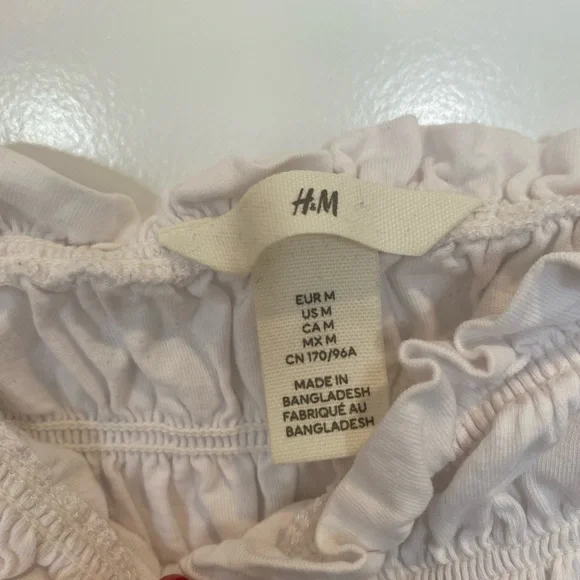 H&M
EUR M
US M
CA M
MX M
CN 170/96A
MADE IN
BANGLADESH
FABRIQUÉ AU
BANGLADESH